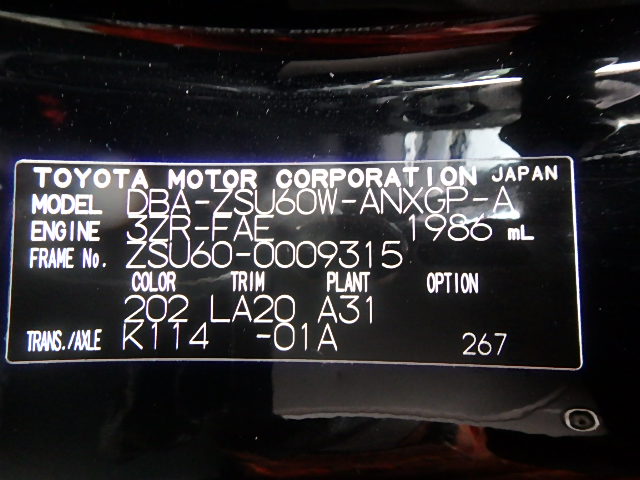 TOYOTA MOTOR CORPORATION JAPAN
MODEL DBA-ZSU60W-ANXGP-A
ENGINE 3ZR-FAE 1986 mL
FRAME No. ZSU60-0009315
COLOR TRIM PLANT OPTION
202 LA20 A31
TRANS./AXLE K114 -01A 267